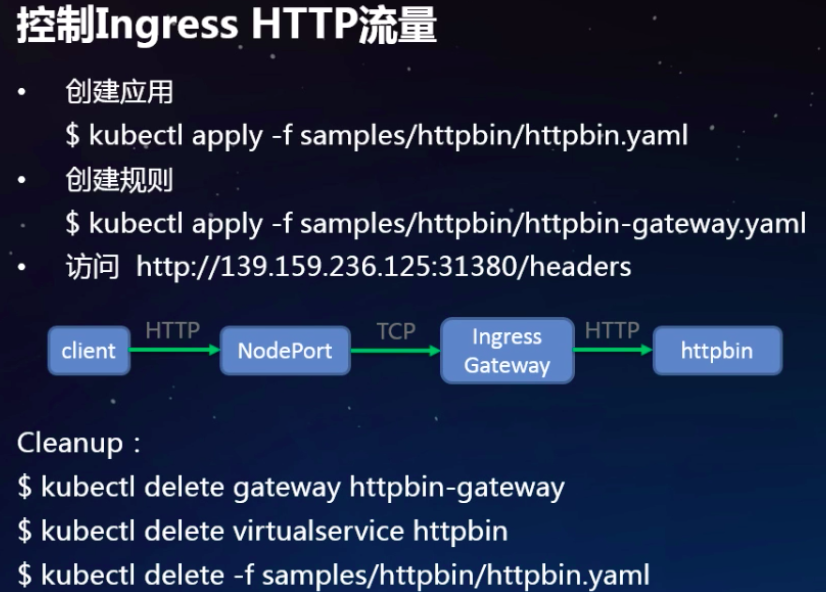 控制Ingress HTTP流量
• 创建应用
$ kubectl apply -f samples/httpbin/httpbin.yaml
• 创建规则
$ kubectl apply -f samples/httpbin/httpbin-gateway.yaml
• 访问 http://139.159.236.125:31380/headers
client
HTTP
NodePort
TCP
Ingress
Gateway
HTTP
httpbin
Cleanup：
$ kubectl delete gateway httpbin-gateway
$ kubectl delete virtualservice httpbin
$ kubectl delete -f samples/httpbin/httpbin.yaml